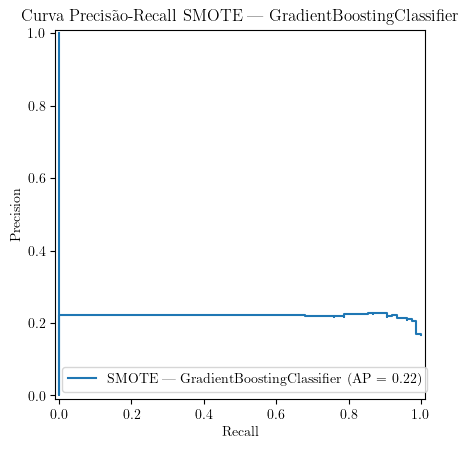 Curva Precisão-Recall SMOTE — GradientBoostingClassifier
1.0
0.8
0.6
0.4
0.2
0.0
Precision
SMOTE — GradientBoostingClassifier (AP = 0.22)
0.0 0.2 0.4 0.6 0.8 1.0
Recall